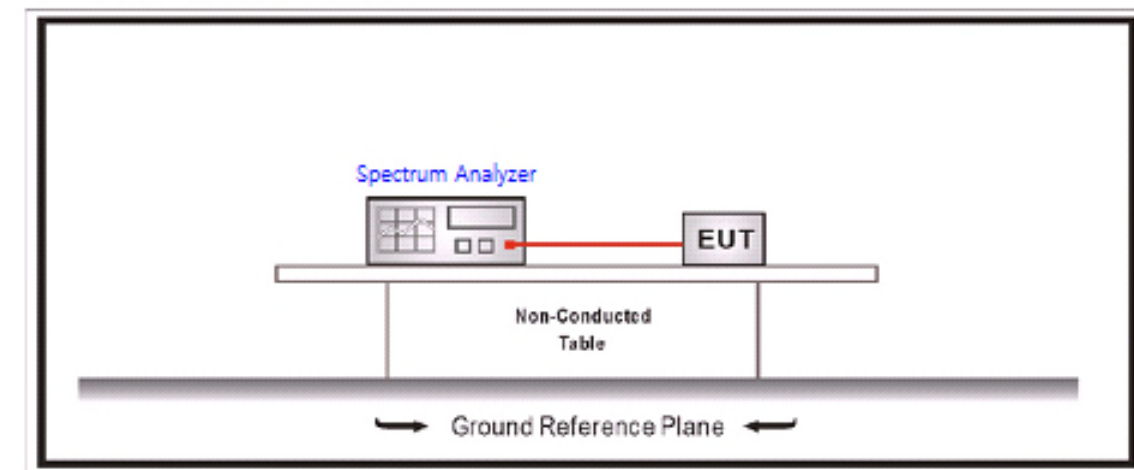 Spectrum Analyzer
EUT
Non-Conducted
Table
Ground Reference Plane